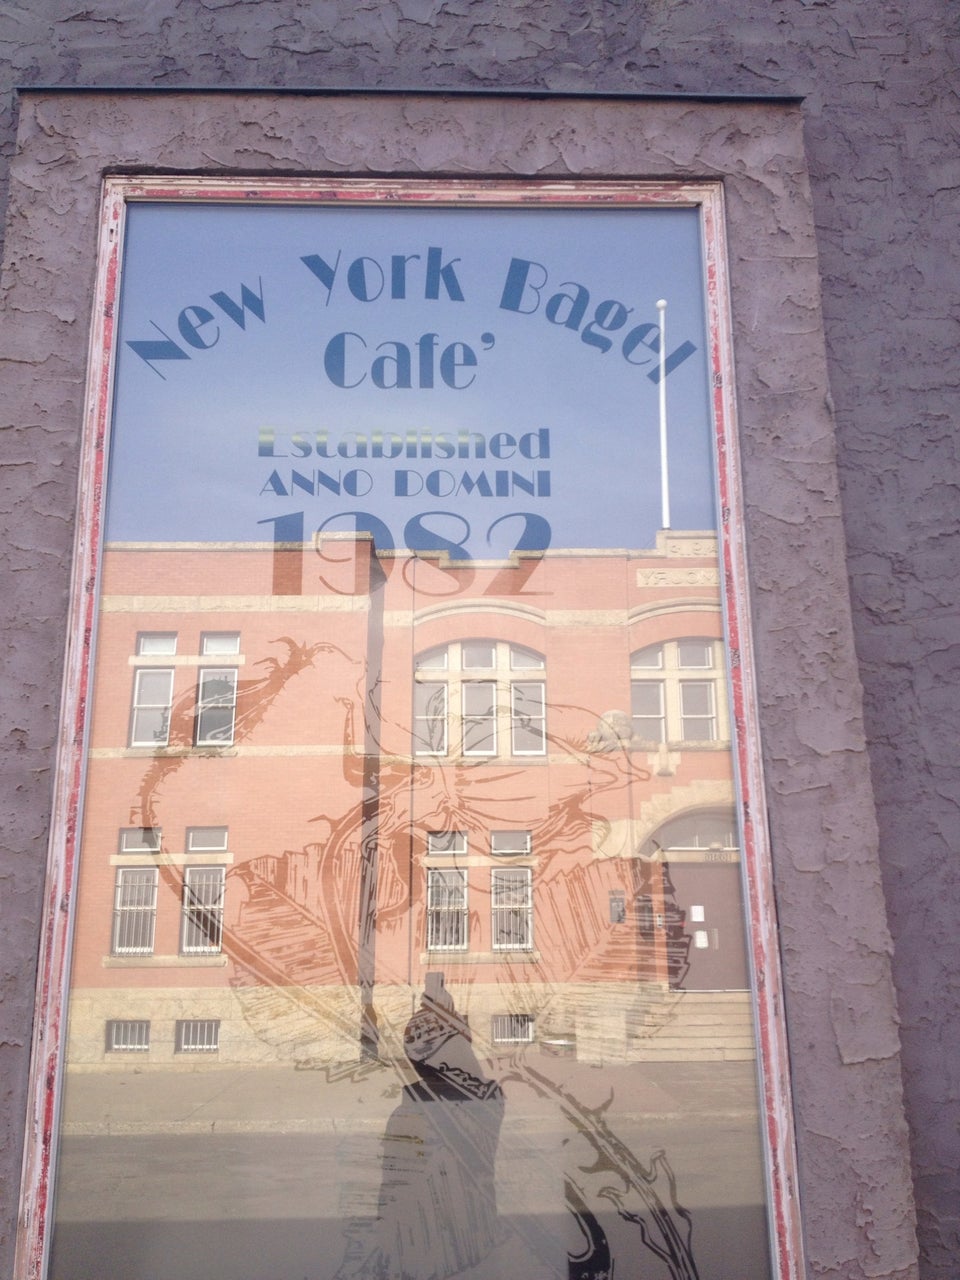 New York Bagel
Cafe'
Established
ANNO DOMINI
1982